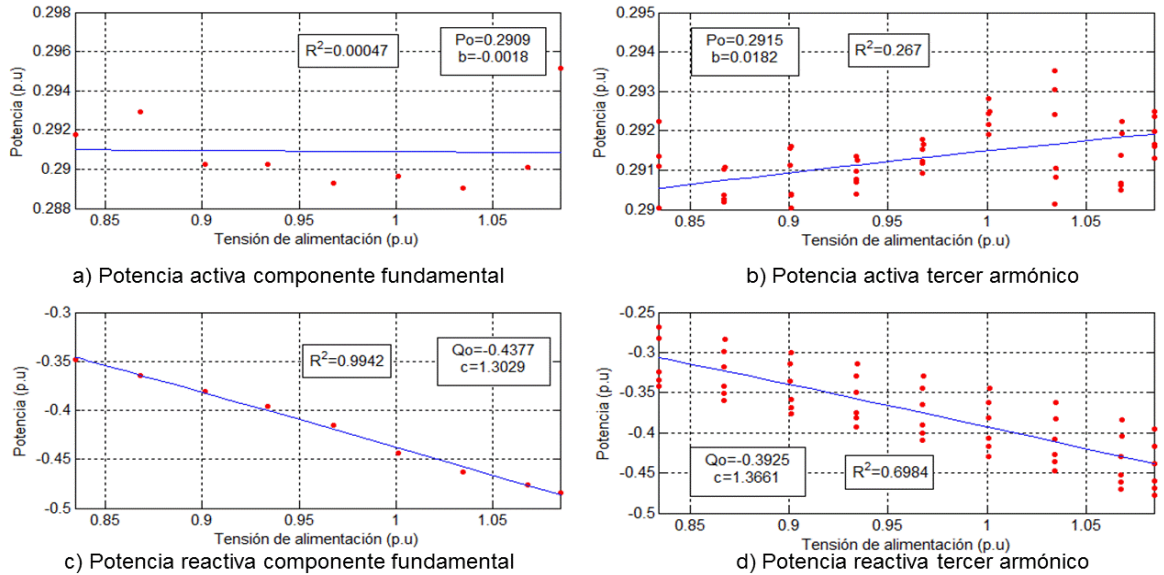 0.298
0.296
0.294
0.292
0.29
0.288
Potencia (p.u)
R²=0.00047
Po=0.2909
b=-0.0018
0.85
0.9
0.95
1
1.05
Tensión de alimentación (p.u)
a) Potencia activa componente fundamental
0.295
0.294
0.293
0.292
0.291
0.29
Potencia (p.u)
Po=0.2915
b=0.0182
R²=0.267
0.85
0.9
0.95
1
1.05
Tensión de alimentación (p.u)
b) Potencia activa tercer armónico
-0.3
-0.35
-0.4
-0.45
-0.5
Potencia (p.u)
R²=0.9942
Qo=-0.4377
c=1.3029
0.85
0.9
0.95
1
1.05
Tensión de alimentación (p.u)
c) Potencia reactiva componente fundamental
-0.25
-0.3
-0.35
-0.4
-0.45
-0.5
Potencia (p.u)
Qo=-0.3925
c=1.3661
R²=0.6984
0.85
0.9
0.95
1
1.05
Tensión de alimentación (p.u)
d) Potencia reactiva tercer armónico